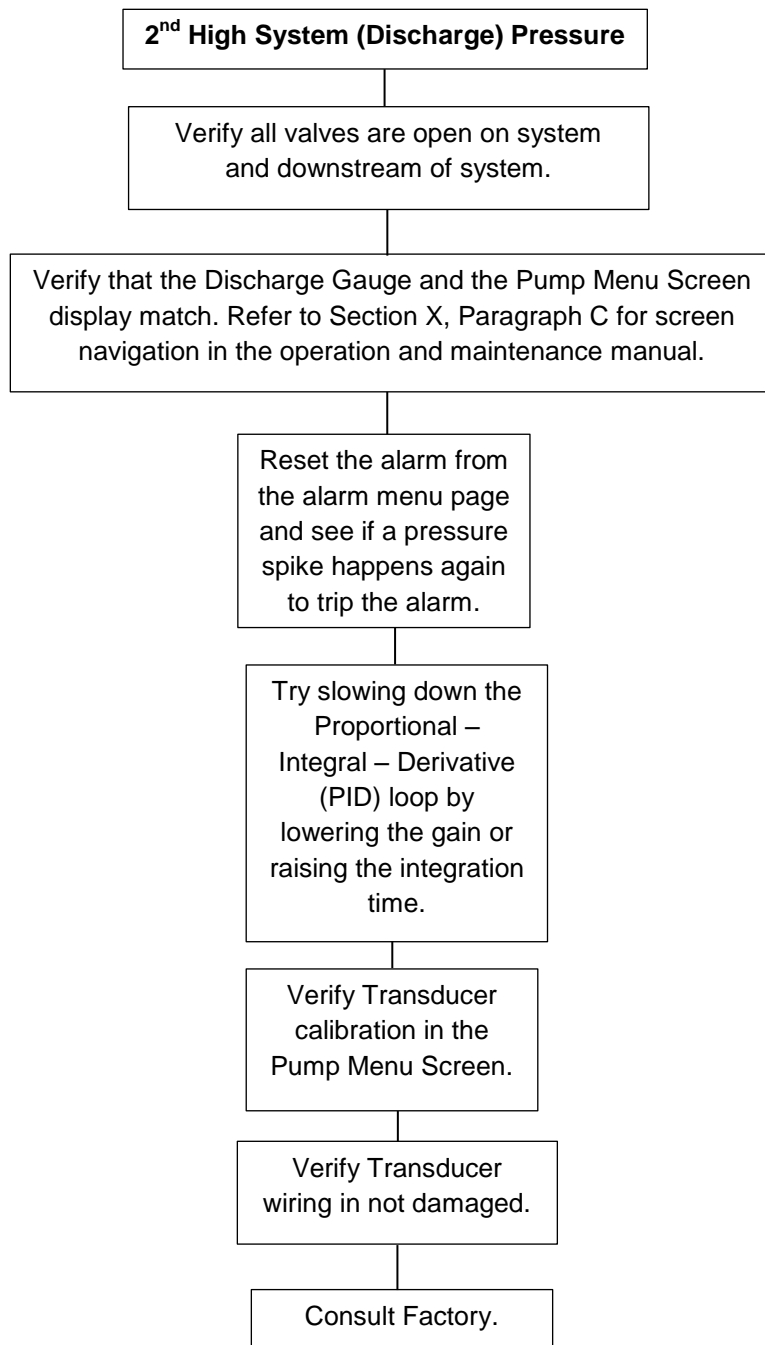 2nd High System (Discharge) Pressure
Verify all valves are open on system
and downstream of system.
Verify that the Discharge Gauge and the Pump Menu Screen
display match. Refer to Section X, Paragraph C for screen
navigation in the operation and maintenance manual.
Reset the alarm from
the alarm menu page
and see if a pressure
spike happens again
to trip the alarm.
Try slowing down the
Proportional –
Integral – Derivative
(PID) loop by
lowering the gain or
raising the integration
time.
Verify Transducer
calibration in the
Pump Menu Screen.
Verify Transducer
wiring in not damaged.
Consult Factory.